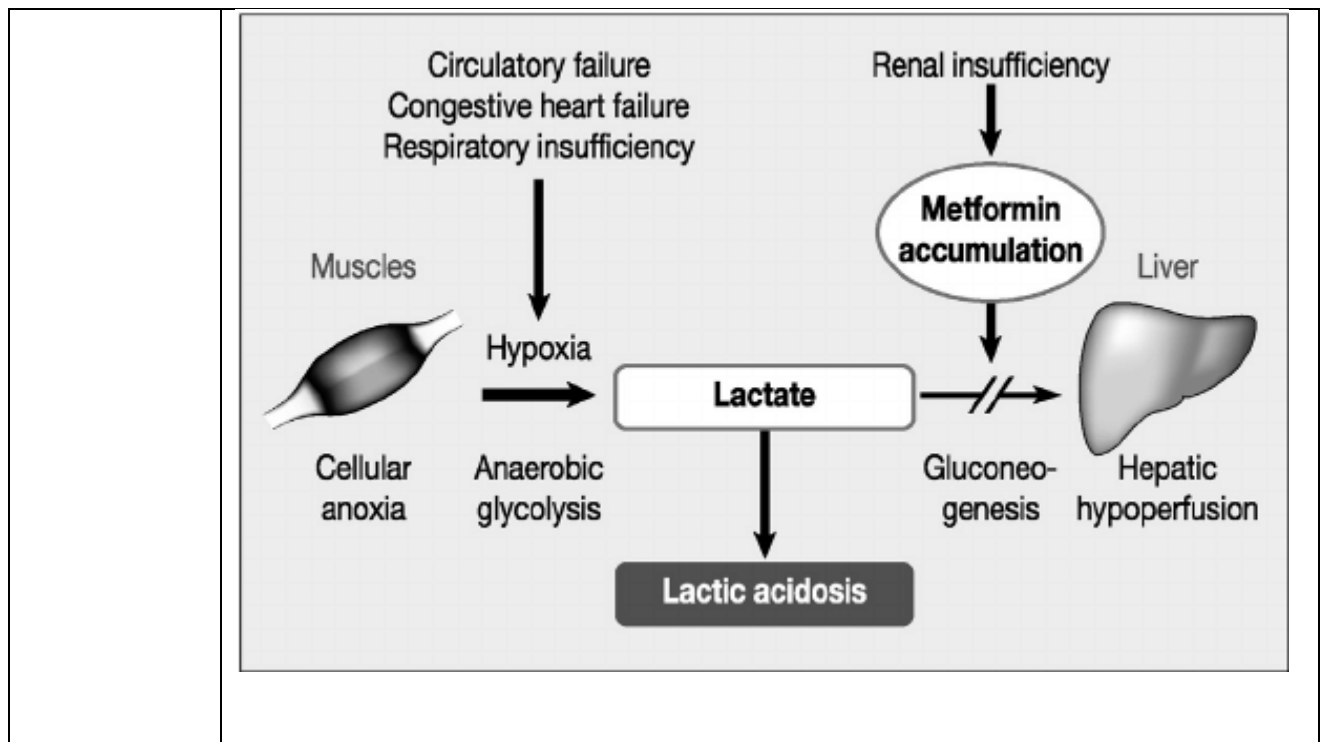 Circulatory failure
Congestive heart failure
Respiratory insufficiency
Renal insufficiency
Metformin
accumulation
Muscles
Liver
Hypoxia
Lactate
Cellular
anoxia
Anaerobic
glycolysis
Gluconeo-
genesis
Hepatic
hypoperfusion
Lactic acidosis